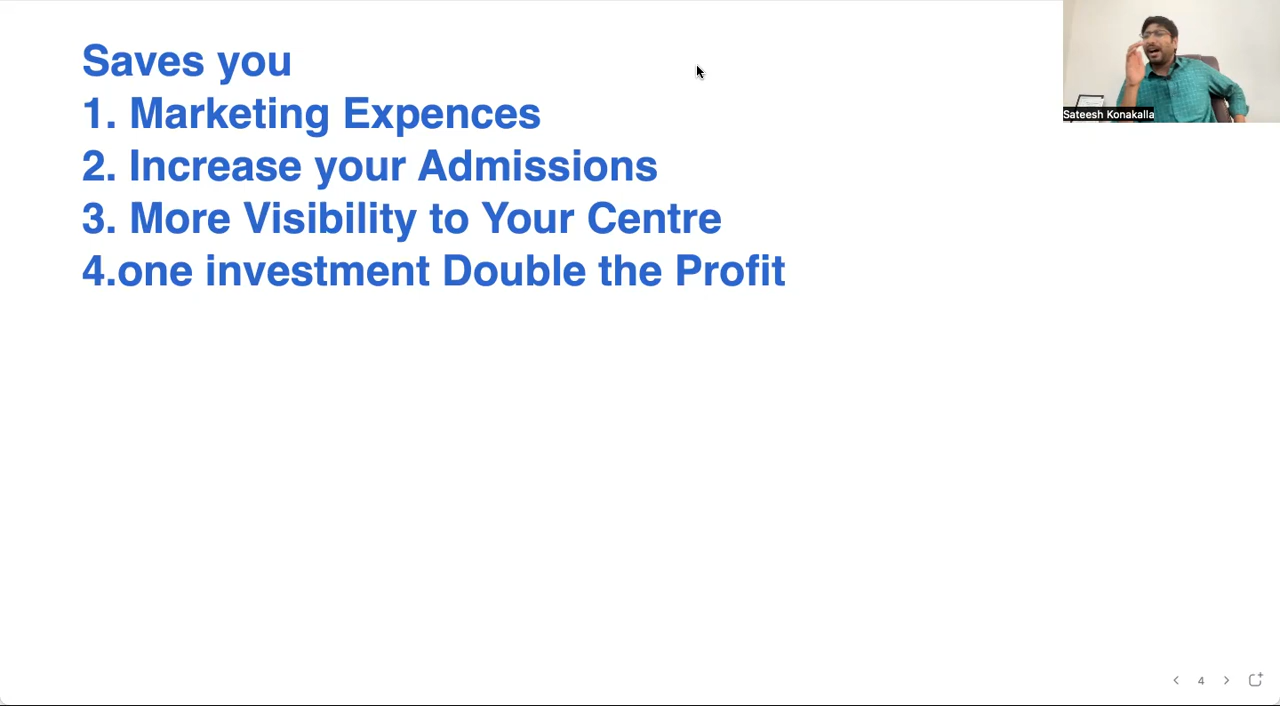 Saves you
1. Marketing Expences
2. Increase your Admissions
3. More Visibility to Your Centre
4.one investment Double the Profit
Sateesh Konakalla
4